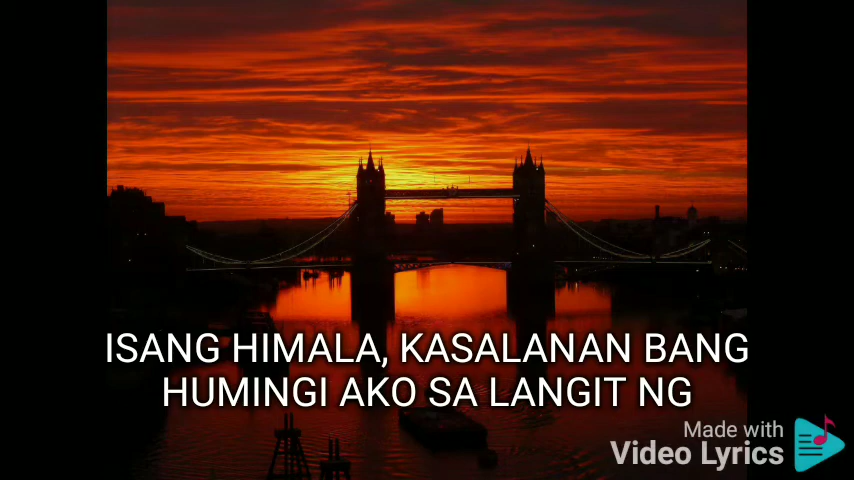 ISANG HIMALA, KASALANAN BANG
HUMINGI AKO SA LANGIT NG
Made with
Video Lyrics